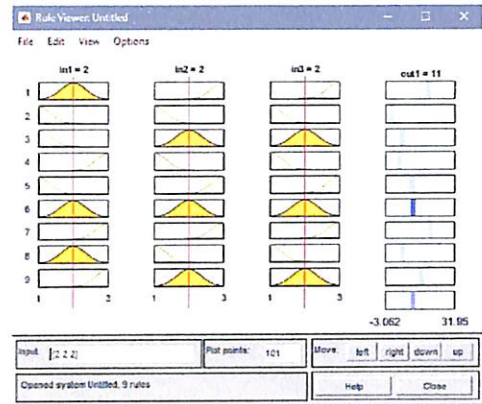 Rule Viewer: Untitled
File Edit View Options
in1 = 2 in2 = 2 in3 = 2 out1 = 11
1
2
3
4
5
6
7
8
9
1 3 1 3 1 3
-3.062 31.95
Input: [2 2 2] Plot points: 101 Move: left right down up
Opened system Untitled, 9 rules Help Close